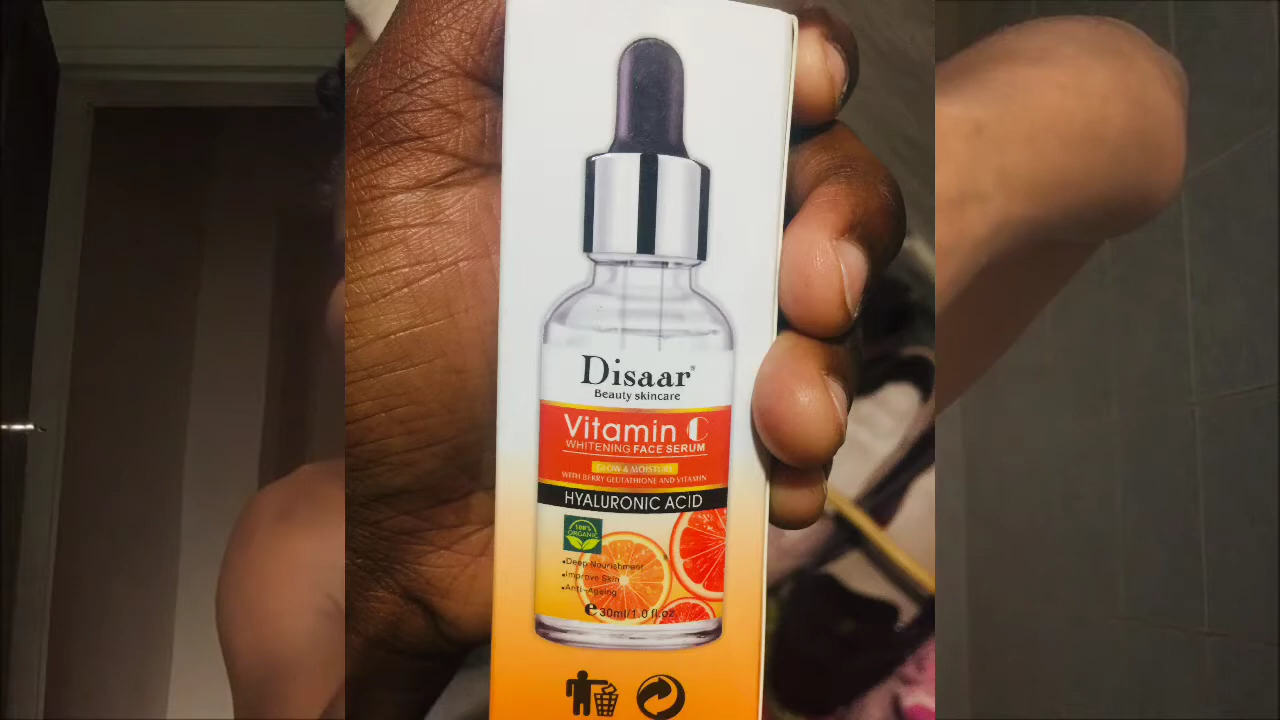 Disaar®
Beauty skincare
Vitamin C
WHITENING FACE SERUM
GLOW & MOISTURE
WITH BERRY GLUTATHIONE AND VITAMIN
HYALURONIC ACID
100%
ORGANIC
•Deep Nourishment
•Improve Skin
•Anti-Ageing
e 30ml/1.0 fl.oz